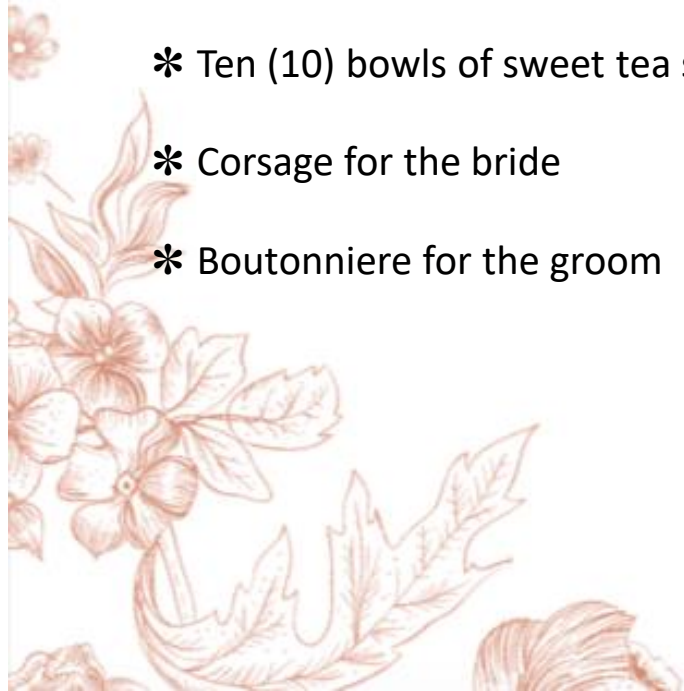 ✼ Ten (10) bowls of sweet tea
✼ Corsage for the bride
✼ Boutonniere for the groom